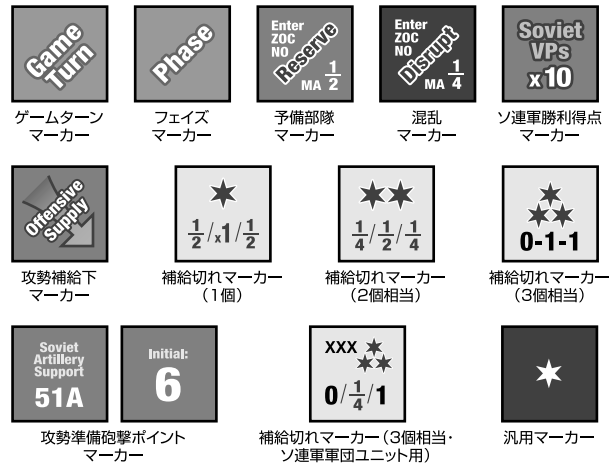 Game
Turn
ゲームターン
マーカー
Phase
フェイズ
マーカー
Enter
ZOC
NO
Reserve
MA 1/2
予備部隊
マーカー
Enter
ZOC
NO
Disrupt
MA 1/4
混乱
マーカー
Soviet
VPs
x10
ソ連軍勝利得点
マーカー
Offensive
Supply
攻勢補給下
マーカー
1/2/x1/1/2
補給切れマーカー
(1個)
1/4/1/2/1/4
補給切れマーカー
(2個相当)
0-1-1
補給切れマーカー
(3個相当)
Soviet
Artillery
Support
51A
Initial:
6
攻勢準備砲撃ポイント
マーカー
XXX
0/1/4/1
補給切れマーカー(3個相当・
ソ連軍軍団ユニット用)
汎用マーカー